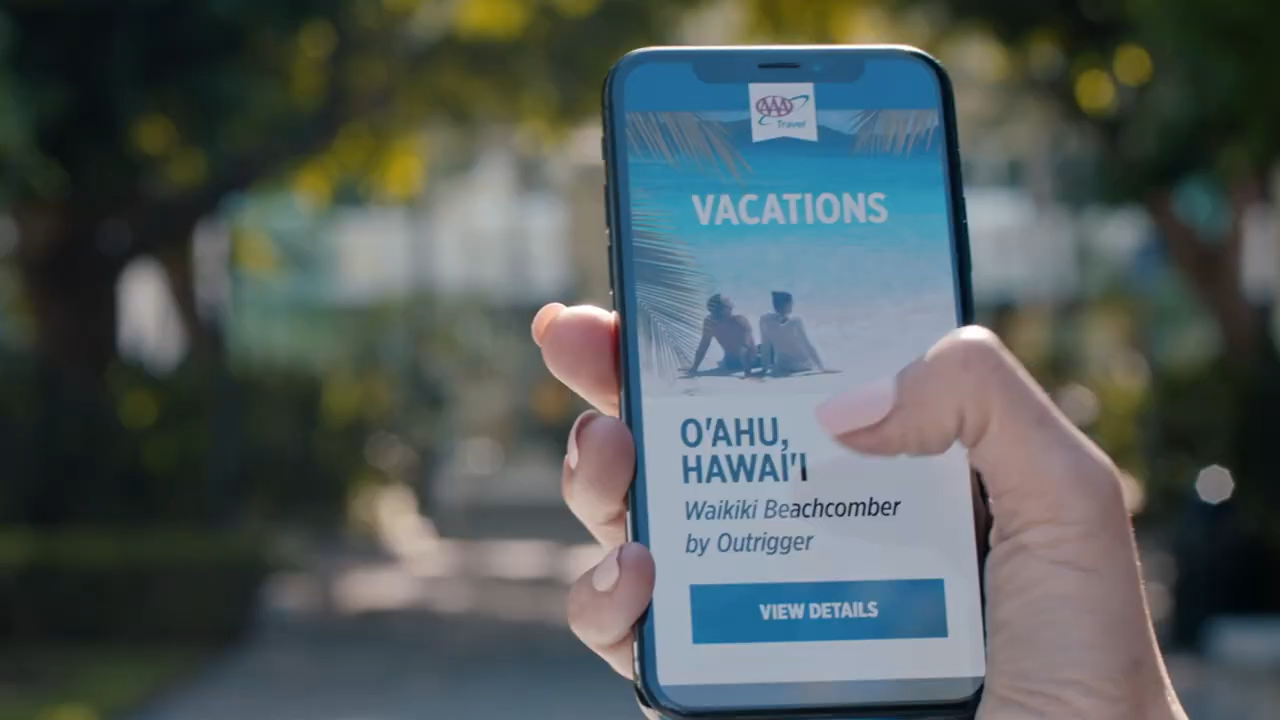 AAA
Travel
VACATIONS
O'AHU,
HAWAI'I
Waikiki Beachcomber
by Outrigger
VIEW DETAILS